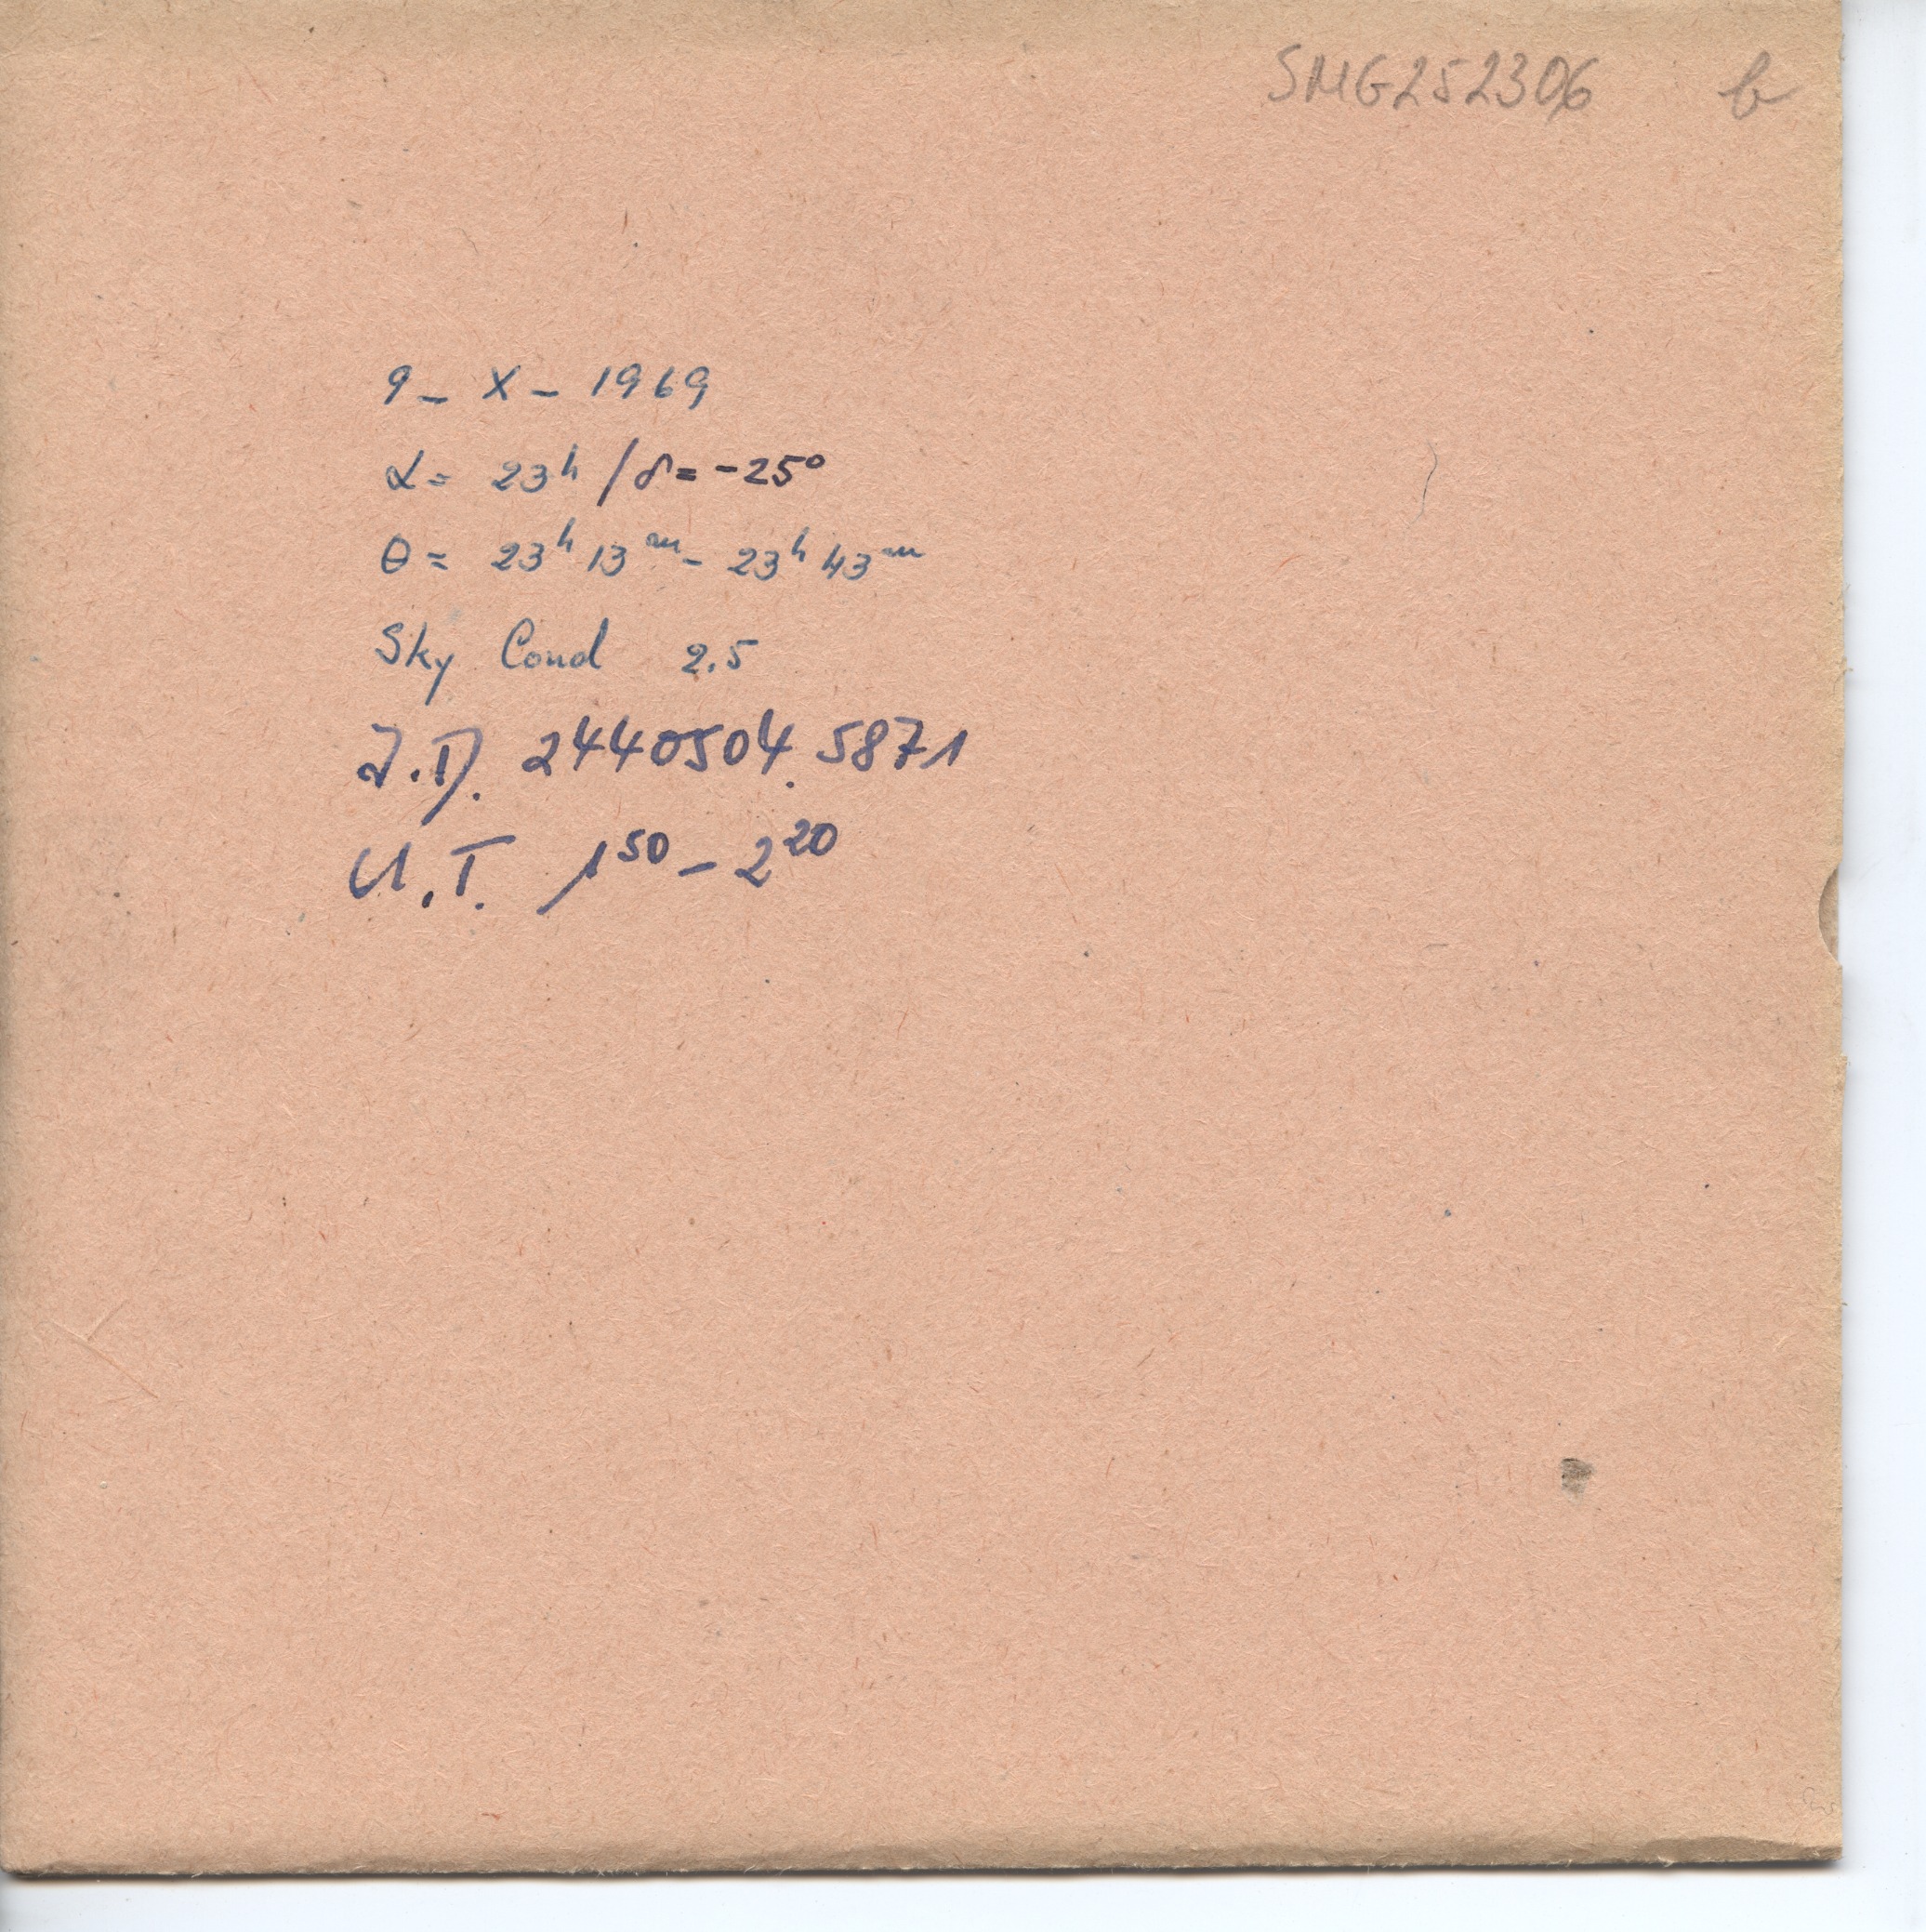 SMG252306 b
9 - X - 1969
α = 23ʰ / δ = -25°
θ = 23ʰ 13ᵐ - 23ʰ 43ᵐ
Sky Cond 2.5
J.D. 2440504.5871
U.T. 1⁵⁰ - 2²⁰